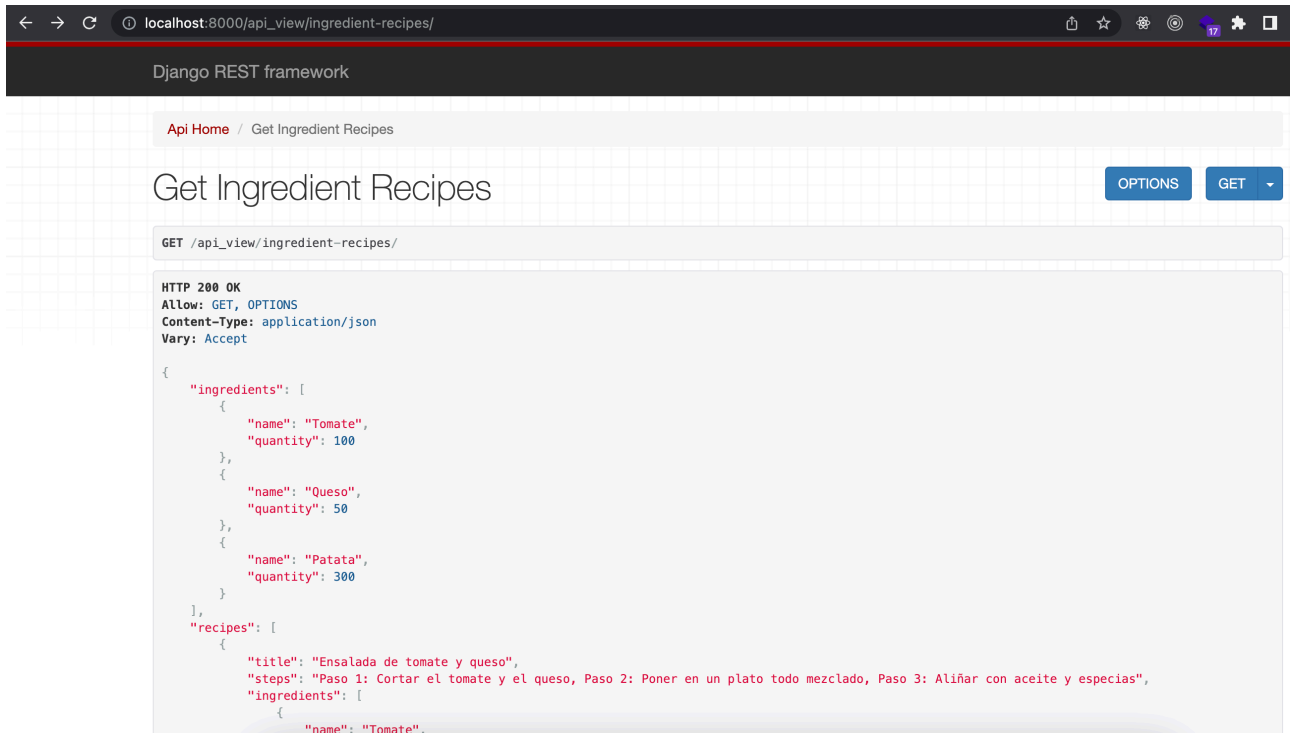 localhost:8000/api_view/ingredient-recipes/
17
Django REST framework
Api Home / Get Ingredient Recipes
Get Ingredient Recipes
OPTIONS
GET
GET /api_view/ingredient-recipes/
HTTP 200 OK
Allow: GET, OPTIONS
Content-Type: application/json
Vary: Accept
{
    "ingredients": [
        {
            "name": "Tomate",
            "quantity": 100
        },
        {
            "name": "Queso",
            "quantity": 50
        },
        {
            "name": "Patata",
            "quantity": 300
        }
    ],
    "recipes": [
        {
            "title": "Ensalada de tomate y queso",
            "steps": "Paso 1: Cortar el tomate y el queso, Paso 2: Poner en un plato todo mezclado, Paso 3: Aliñar con aceite y especias",
            "ingredients": [
                {
                    "name": "Tomate",